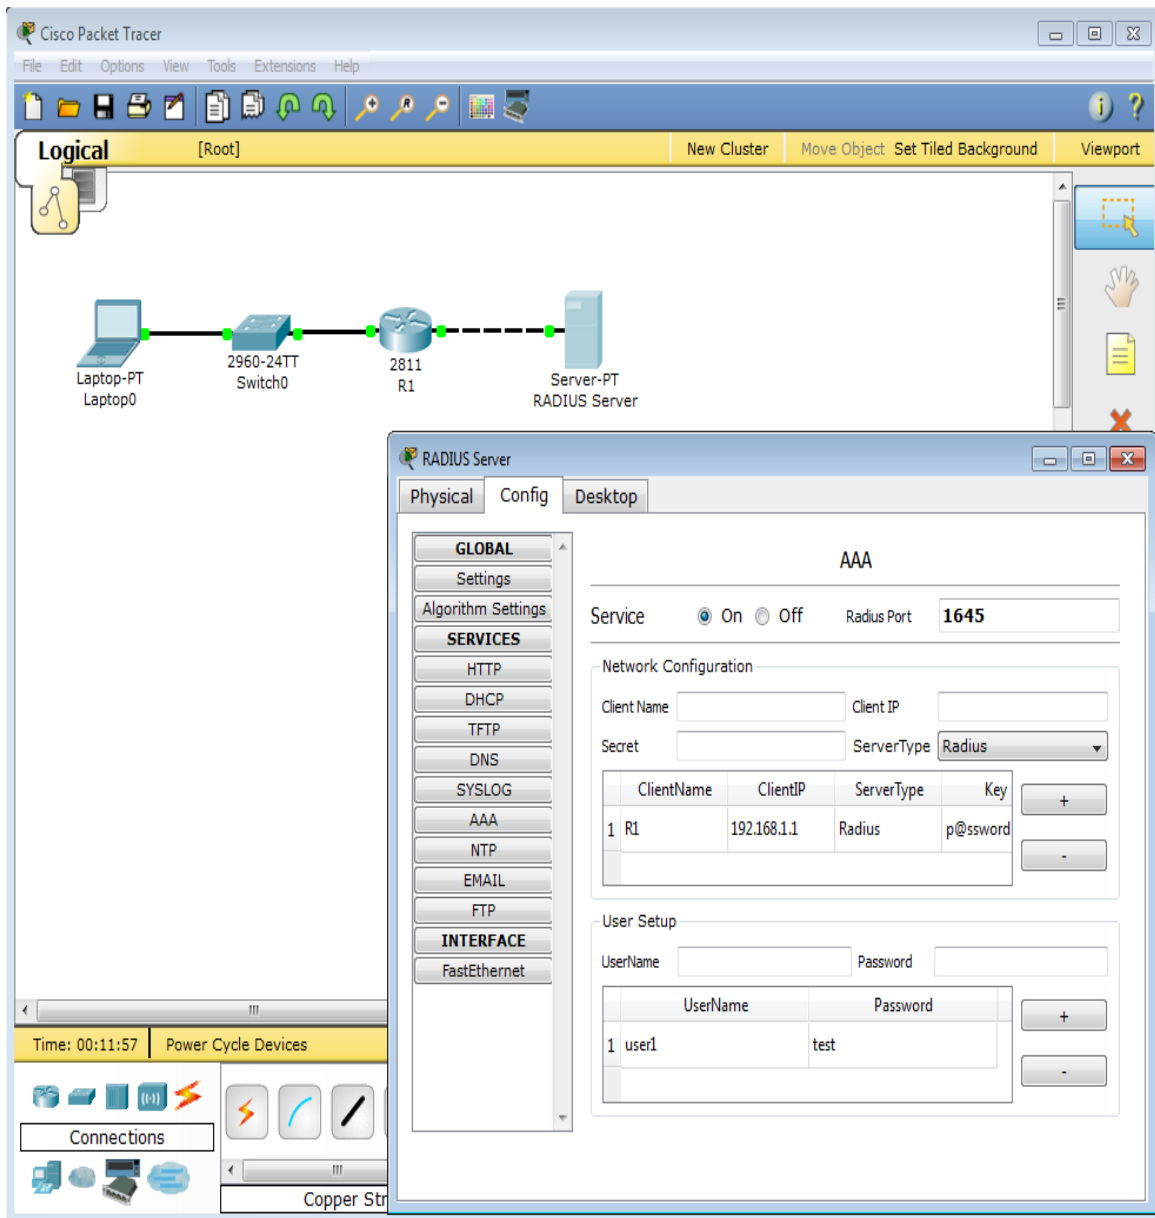 Cisco Packet Tracer
File Edit Options View Tools Extensions Help
Logical [Root] New Cluster Move Object Set Tiled Background Viewport
Laptop-PT
Laptop0
2960-24TT
Switch0
2811
R1
Server-PT
RADIUS Server
RADIUS Server
Physical Config Desktop
GLOBAL
Settings
Algorithm Settings
SERVICES
HTTP
DHCP
TFTP
DNS
SYSLOG
AAA
NTP
EMAIL
FTP
INTERFACE
FastEthernet
AAA
Service On Off Radius Port 1645
Network Configuration
Client Name Client IP
Secret ServerType Radius
ClientName ClientIP ServerType Key
1 R1 192.168.1.1 Radius p@ssword
+
-
User Setup
UserName Password
UserName Password
1 user1 test
+
-
Time: 00:11:57 Power Cycle Devices
Connections
Copper Str